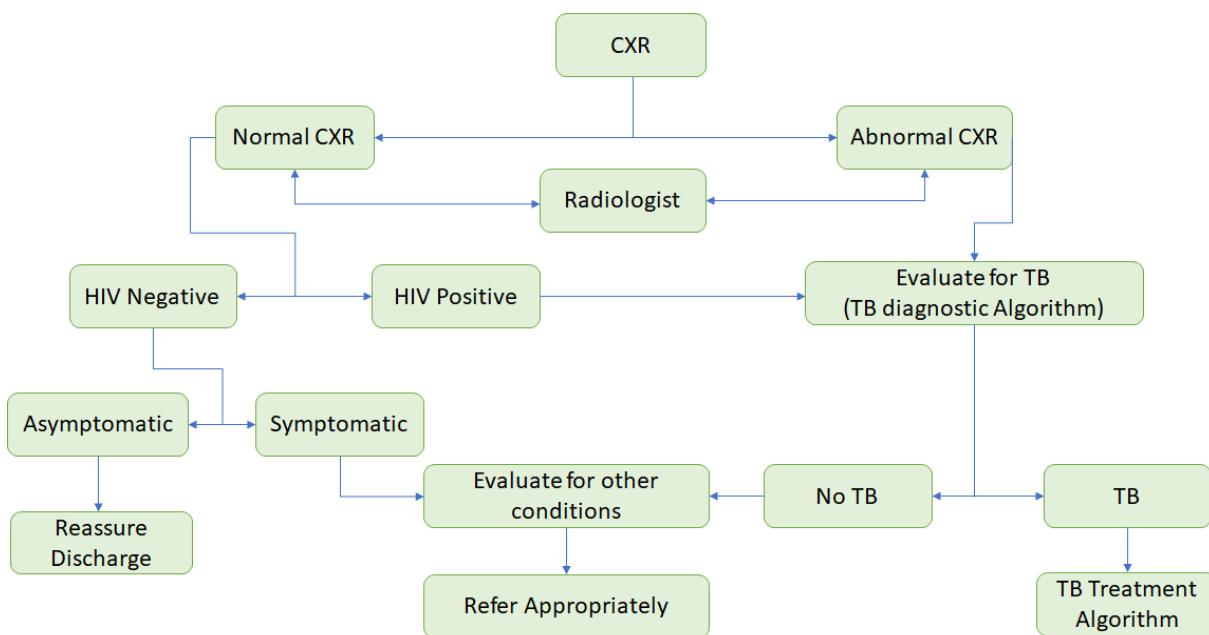 CXR
Normal CXR
Abnormal CXR
Radiologist
HIV Negative
HIV Positive
Evaluate for TB
(TB diagnostic Algorithm)
Asymptomatic
Symptomatic
Evaluate for other
conditions
No TB
TB
Reassure
Discharge
Refer Appropriately
TB Treatment
Algorithm